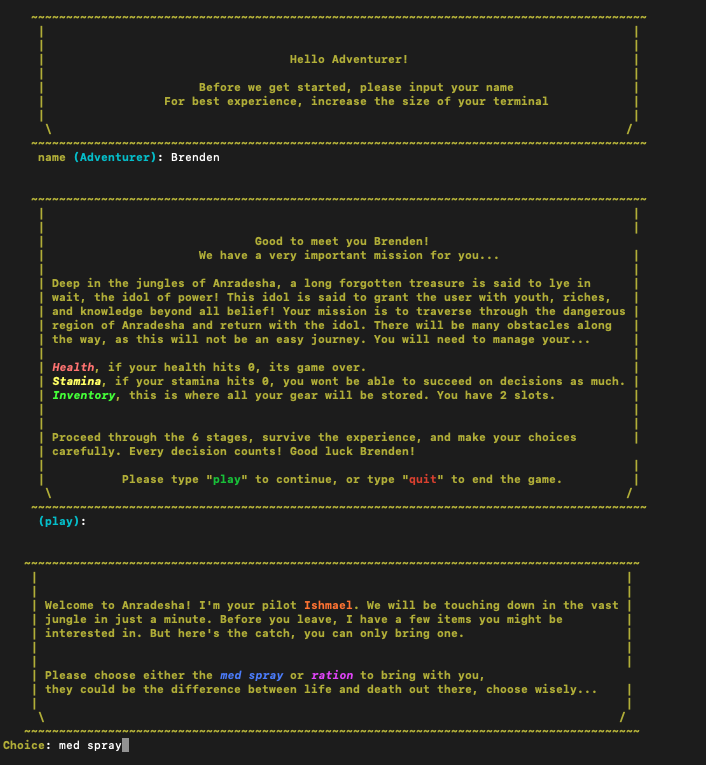 Hello Adventurer!
Before we get started, please input your name
For best experience, increase the size of your terminal
name (Adventurer): Brenden
Good to meet you Brenden!
We have a very important mission for you...
Deep in the jungles of Anradesha, a long forgotten treasure is said to lye in
wait, the idol of power! This idol is said to grant the user with youth, riches,
and knowledge beyond all belief! Your mission is to traverse through the dangerous
region of Anradesha and return with the idol. There will be many obstacles along
the way, as this will not be an easy journey. You will need to manage your...
Health, if your health hits 0, its game over.
Stamina, if your stamina hits 0, you wont be able to succeed on decisions as much.
Inventory, this is where all your gear will be stored. You have 2 slots.
Proceed through the 6 stages, survive the experience, and make your choices
carefully. Every decision counts! Good luck Brenden!
Please type "play" to continue, or type "quit" to end the game.
(play):
Welcome to Anradesha! I'm your pilot Ishmael. We will be touching down in the vast
jungle in just a minute. Before you leave, I have a few items you might be
interested in. But here's the catch, you can only bring one.
Please choose either the med spray or ration to bring with you,
they could be the difference between life and death out there, choose wisely...
Choice: med spray